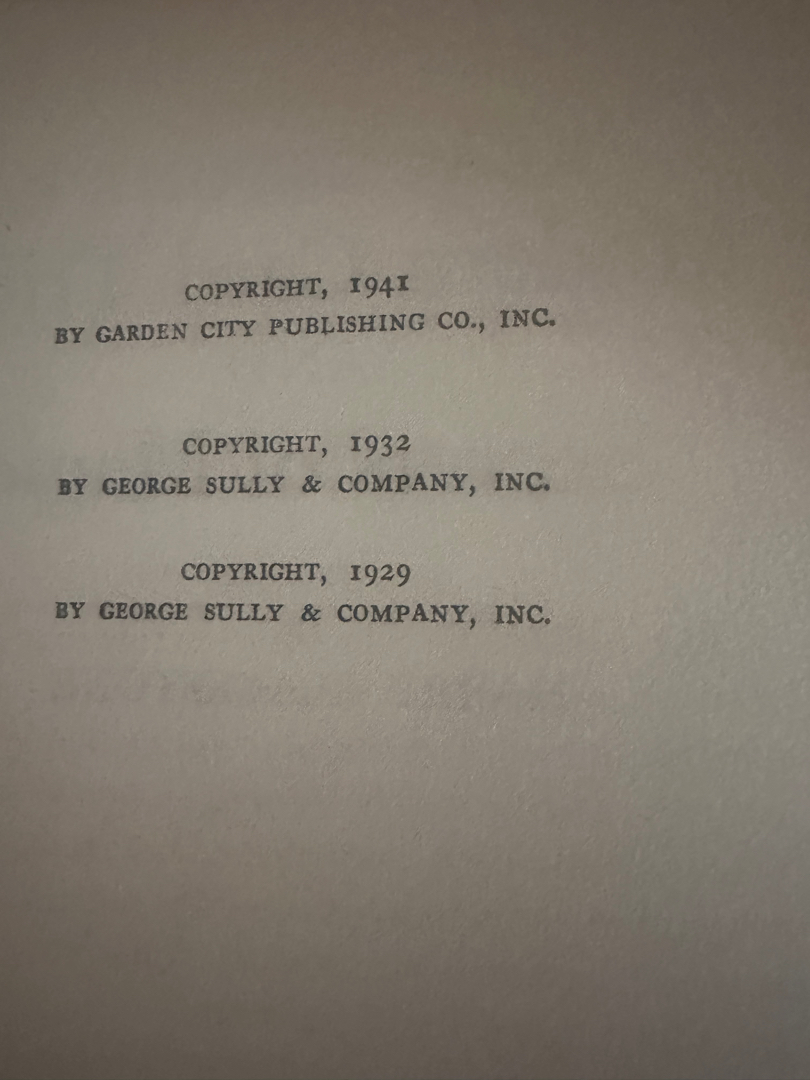 COPYRIGHT, 1941
BY GARDEN CITY PUBLISHING CO., INC.
COPYRIGHT, 1932
BY GEORGE SULLY & COMPANY, INC.
COPYRIGHT, 1929
BY GEORGE SULLY & COMPANY, INC.